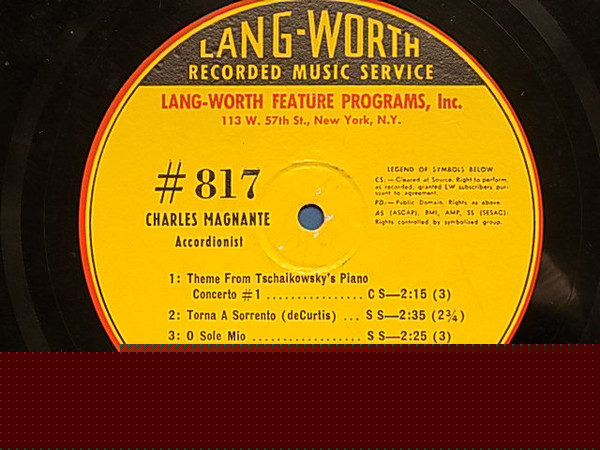 LANG-WORTH
RECORDED MUSIC SERVICE
LANG-WORTH FEATURE PROGRAMS, Inc.
113 W. 57th St., New York, N.Y.
#817
CHARLES MAGNANTE
Accordionist
LEGEND OF SYMBOLS BELOW
CS.—Cleared at Source. Right to perform,
as recorded, granted LW subscribers pur-
suant to agreement.
PD.—Public Domain. Rights as above.
AS (ASCAP), BMI, AMP, SS (SESAC):
Rights controlled by symbolized group.
1: Theme From Tschaikowsky's Piano
Concerto #1 ................ C S—2:15 (3)
2: Torna A Sorrento (deCurtis) ... S S—2:35 (2¾)
3: O Sole Mio .................. S S—2:25 (3)